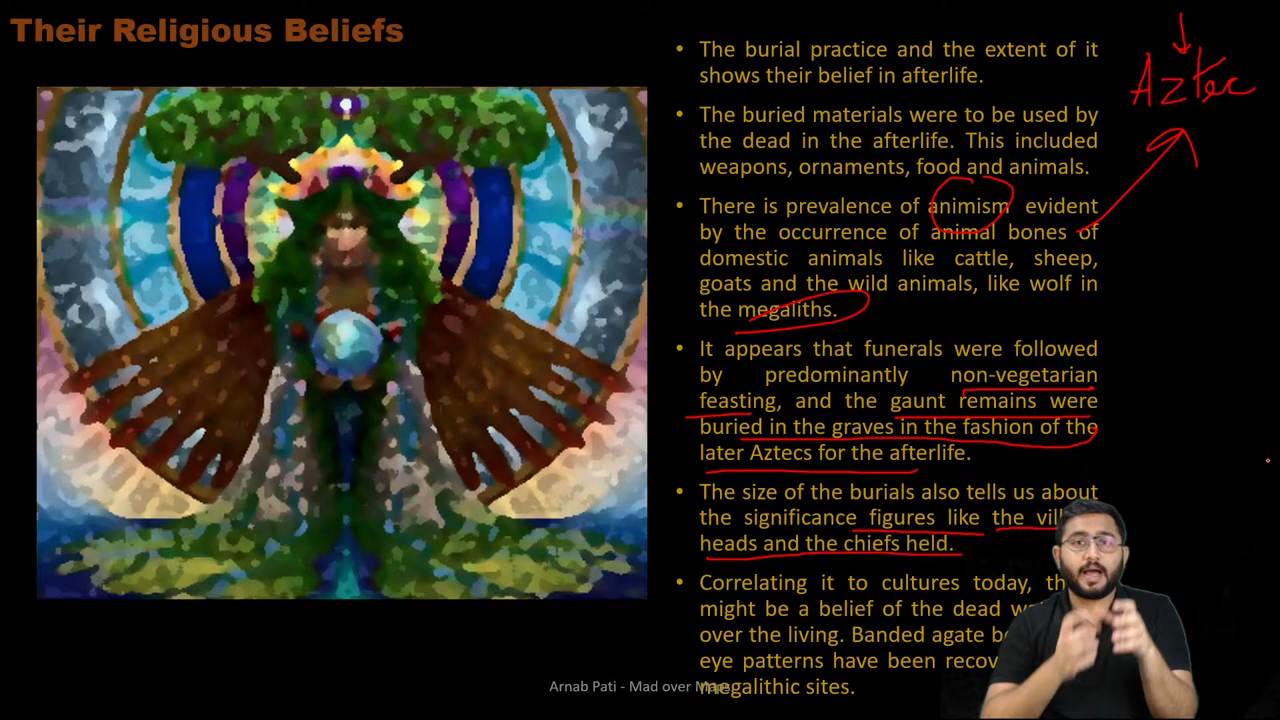 Their Religious Beliefs
• The burial practice and the extent of it
shows their belief in afterlife.
• The buried materials were to be used by
the dead in the afterlife. This included
weapons, ornaments, food and animals.
• There is prevalence of animism evident
by the occurrence of animal bones of
domestic animals like cattle, sheep,
goats and the wild animals, like wolf in
the megaliths.
• It appears that funerals were followed
by predominantly non-vegetarian
feasting, and the gaunt remains were
buried in the graves in the fashion of the
later Aztecs for the afterlife.
• The size of the burials also tells us about
the significance figures like the
heads and the chiefs held.
• Correlating it to cultures today,
might be a belief of the dead
over the living. Banded agate
eye patterns have been
megalithic sites.
Aztec
Arnab Pati - Mad over